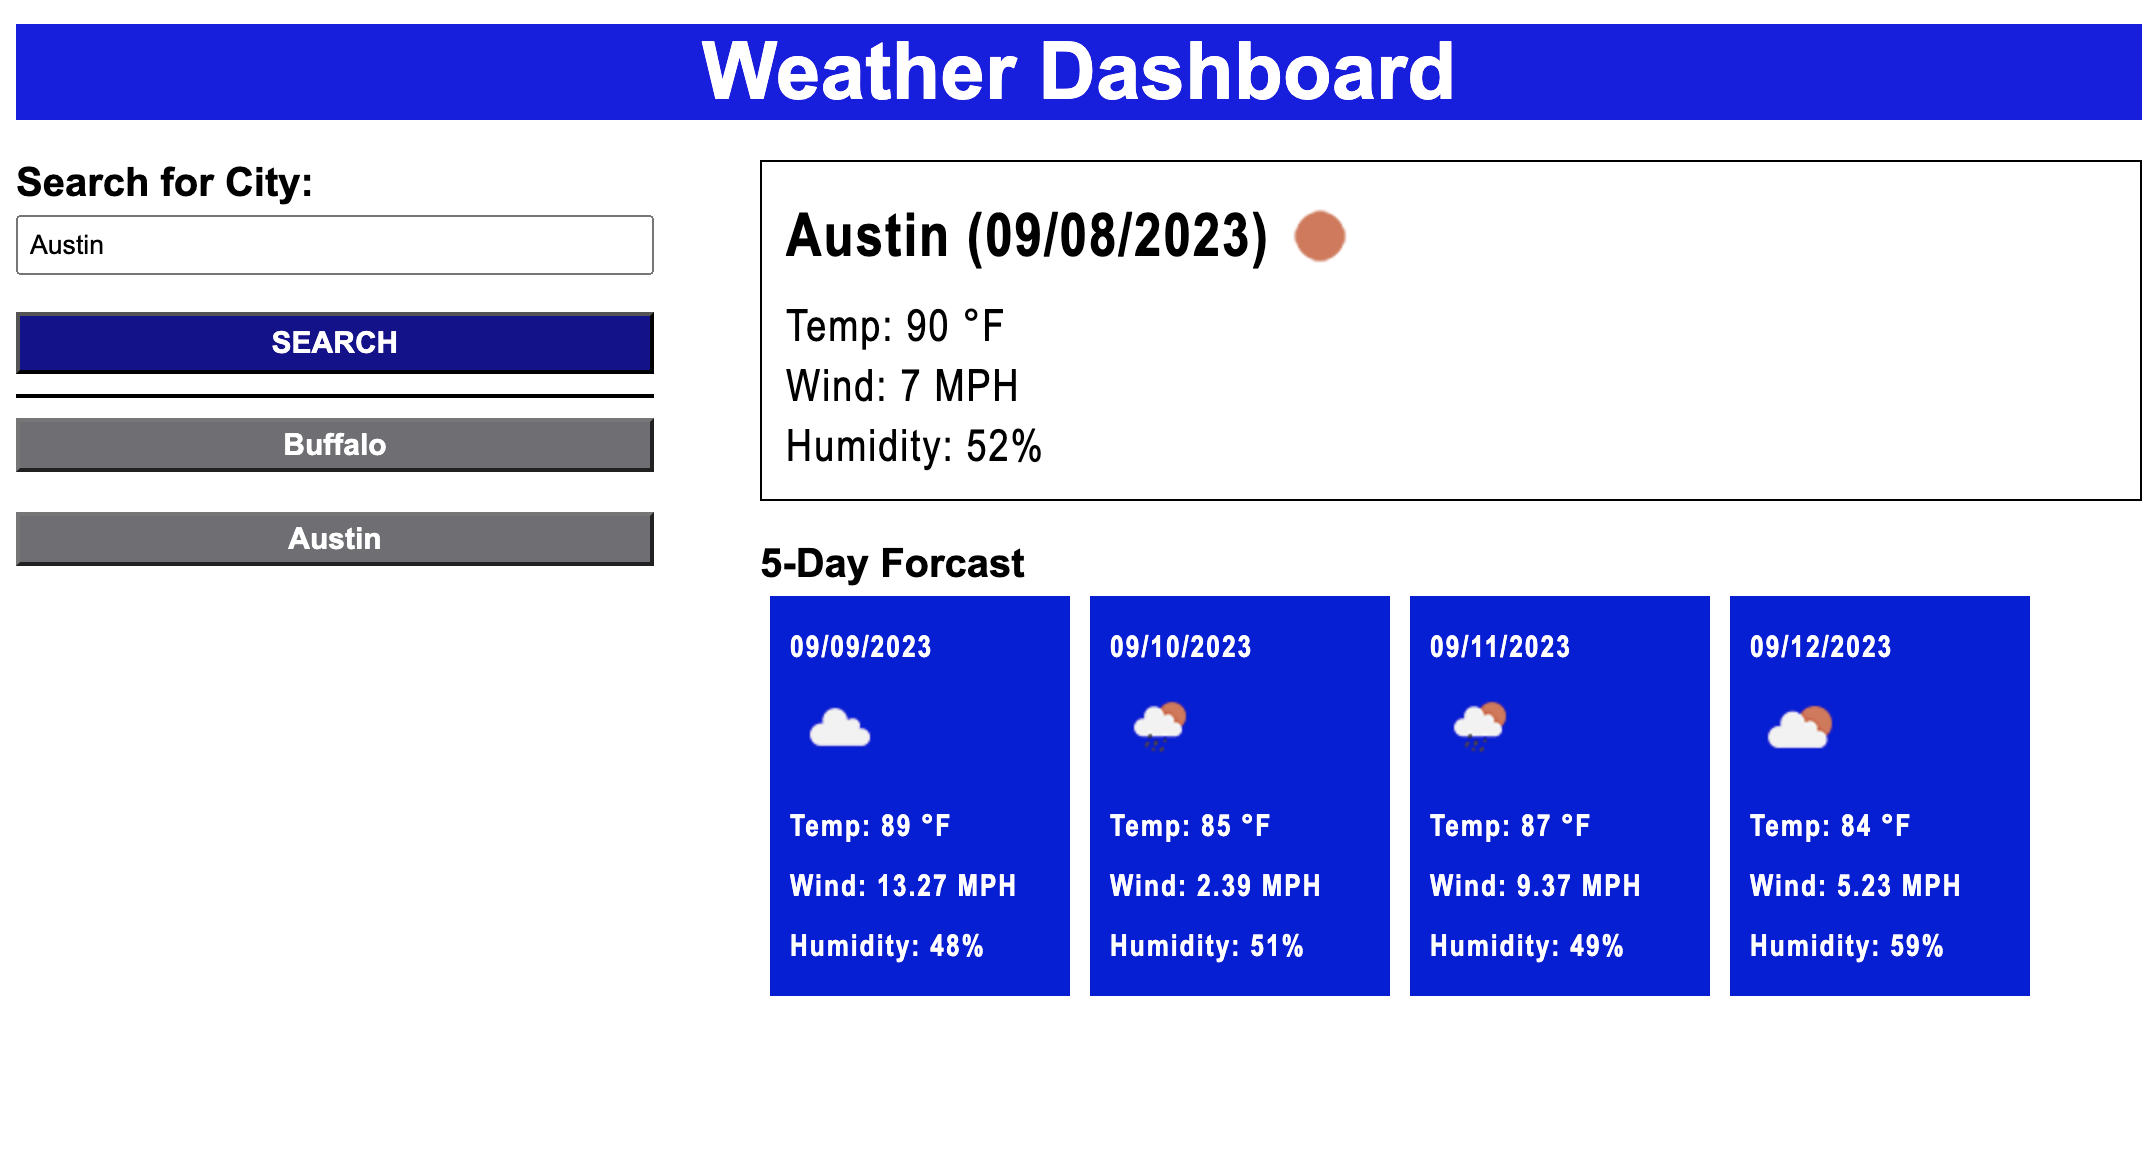 Weather Dashboard
Search for City:
Austin
SEARCH
Buffalo
Austin
Austin (09/08/2023)
Temp: 90 °F
Wind: 7 MPH
Humidity: 52%
5-Day Forcast
09/09/2023
Temp: 89 °F
Wind: 13.27 MPH
Humidity: 48%
09/10/2023
Temp: 85 °F
Wind: 2.39 MPH
Humidity: 51%
09/11/2023
Temp: 87 °F
Wind: 9.37 MPH
Humidity: 49%
09/12/2023
Temp: 84 °F
Wind: 5.23 MPH
Humidity: 59%